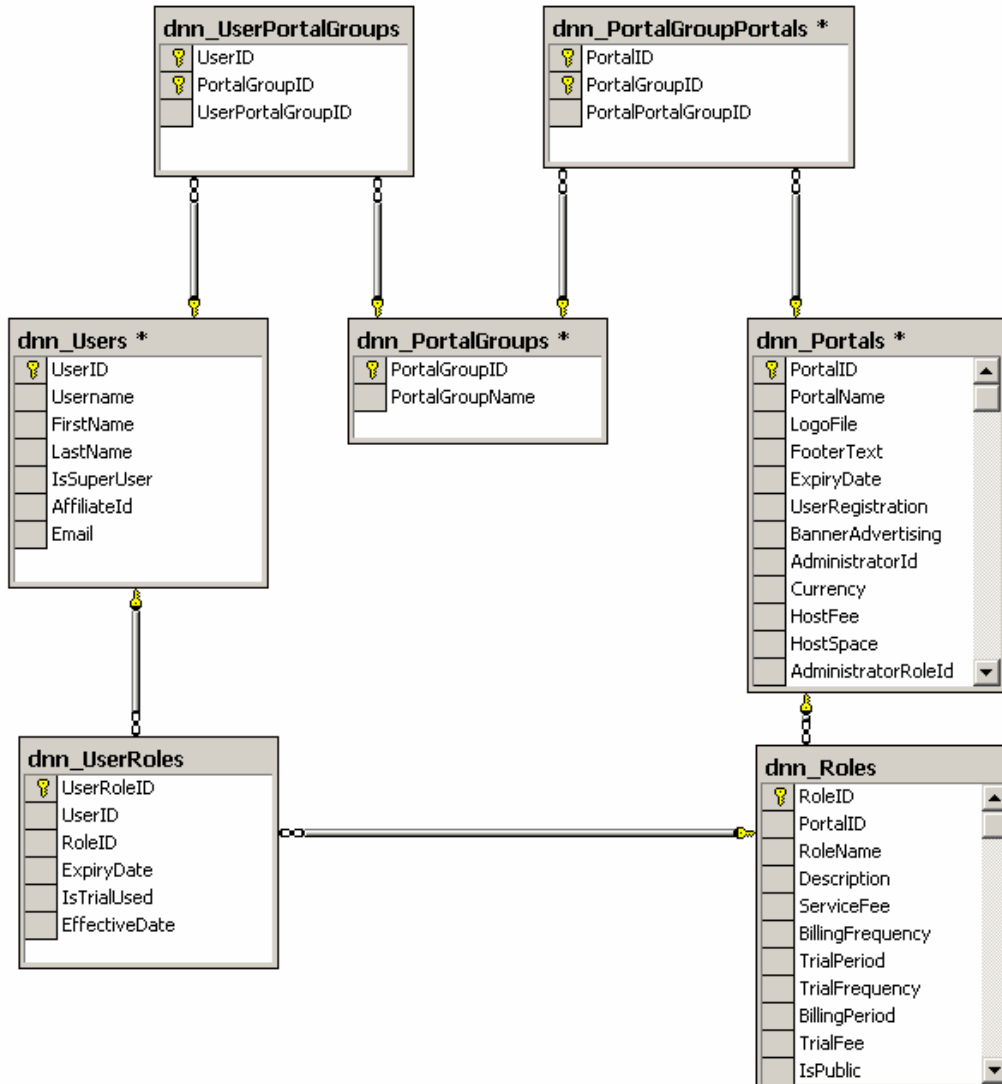 dnn_UserPortalGroups
UserID
PortalGroupID
UserPortalGroupID
dnn_PortalGroupPortals *
PortalID
PortalGroupID
PortalPortalGroupID
dnn_Users *
UserID
Username
FirstName
LastName
IsSuperUser
AffiliateId
Email
dnn_PortalGroups *
PortalGroupID
PortalGroupName
dnn_Portals *
PortalID
PortalName
LogoFile
FooterText
ExpiryDate
UserRegistration
BannerAdvertising
AdministratorId
Currency
HostFee
HostSpace
AdministratorRoleId
dnn_UserRoles
UserRoleID
UserID
RoleID
ExpiryDate
IsTrialUsed
EffectiveDate
dnn_Roles
RoleID
PortalID
RoleName
Description
ServiceFee
BillingFrequency
TrialPeriod
TrialFrequency
BillingPeriod
TrialFee
IsPublic